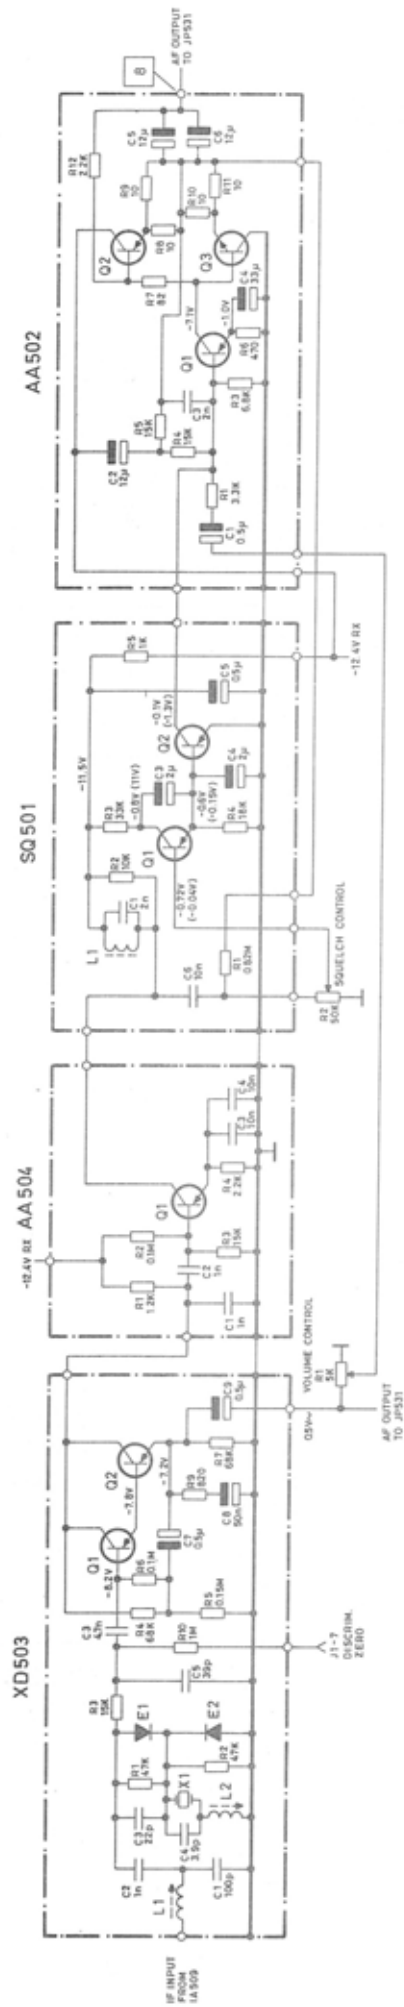 XD503
IF INPUT
FROM
IA509
L1
C2
1n
C1
100p
C3
22p
C4
3.9p
R1
47K
X1
L2
R2
47K
E1
E2
R3
15K
C5
39p
C3
47n
R10
1M
J1-7
DISCRIM.
ZERO
R4
68K
R5
0.15M
R6
0.1M
-8.2V
Q1
-7.8V
Q2
-7.2V
C7
0.5µ
R9
820
C8
50n
R7
68K
C9
0.5µ
0.5V~
VOLUME CONTROL
R1
5K
AF OUTPUT
TO JP531
-12.4V RX
AA504
R1
1.2K
R2
0.1M
C2
1n
C1
1n
R3
15K
Q1
R4
2.2K
C3
10n
C4
10n
SQ501
L1
C1
2n
R2
10K
R3
33K
-11.5V
C6
10n
R1
0.82M
SQUELCH CONTROL
R2
50K
-0.72V
(-0.04V)
Q1
-0.8V (11V)
C3
2µ
-0.6V
(-0.15V)
R4
18K
C4
2µ
Q2
-0.1V
(-1.3V)
C5
0.5µ
R5
1K
-12.4V RX
AA502
C1
0.5µ
R1
3.3K
C2
12µ
R4
15K
R5
15K
C3
2n
R3
6.8K
Q1
-7.1V
-1.0V
R6
470
C4
33µ
R7
82
Q2
Q3
R8
10
R9
10
R10
10
R11
10
R12
2.2K
C5
12µ
C6
12µ
8
AF OUTPUT
TO JP531